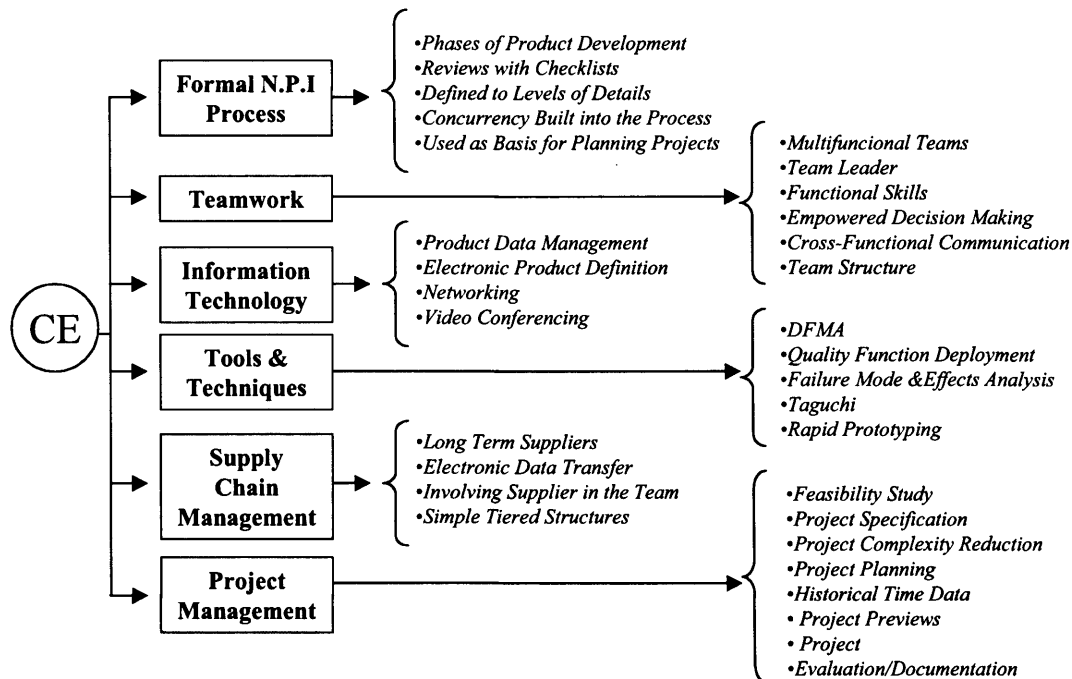 CE
Formal N.P.I
Process
•Phases of Product Development
•Reviews with Checklists
•Defined to Levels of Details
•Concurrency Built into the Process
•Used as Basis for Planning Projects
Teamwork
•Multifuncional Teams
•Team Leader
•Functional Skills
•Empowered Decision Making
•Cross-Functional Communication
•Team Structure
Information
Technology
•Product Data Management
•Electronic Product Definition
•Networking
•Video Conferencing
Tools &
Techniques
•DFMA
•Quality Function Deployment
•Failure Mode &Effects Analysis
•Taguchi
•Rapid Prototyping
Supply
Chain
Management
•Long Term Suppliers
•Electronic Data Transfer
•Involving Supplier in the Team
•Simple Tiered Structures
Project
Management
•Feasibility Study
•Project Specification
•Project Complexity Reduction
•Project Planning
•Historical Time Data
• Project Previews
• Project
•Evaluation/Documentation